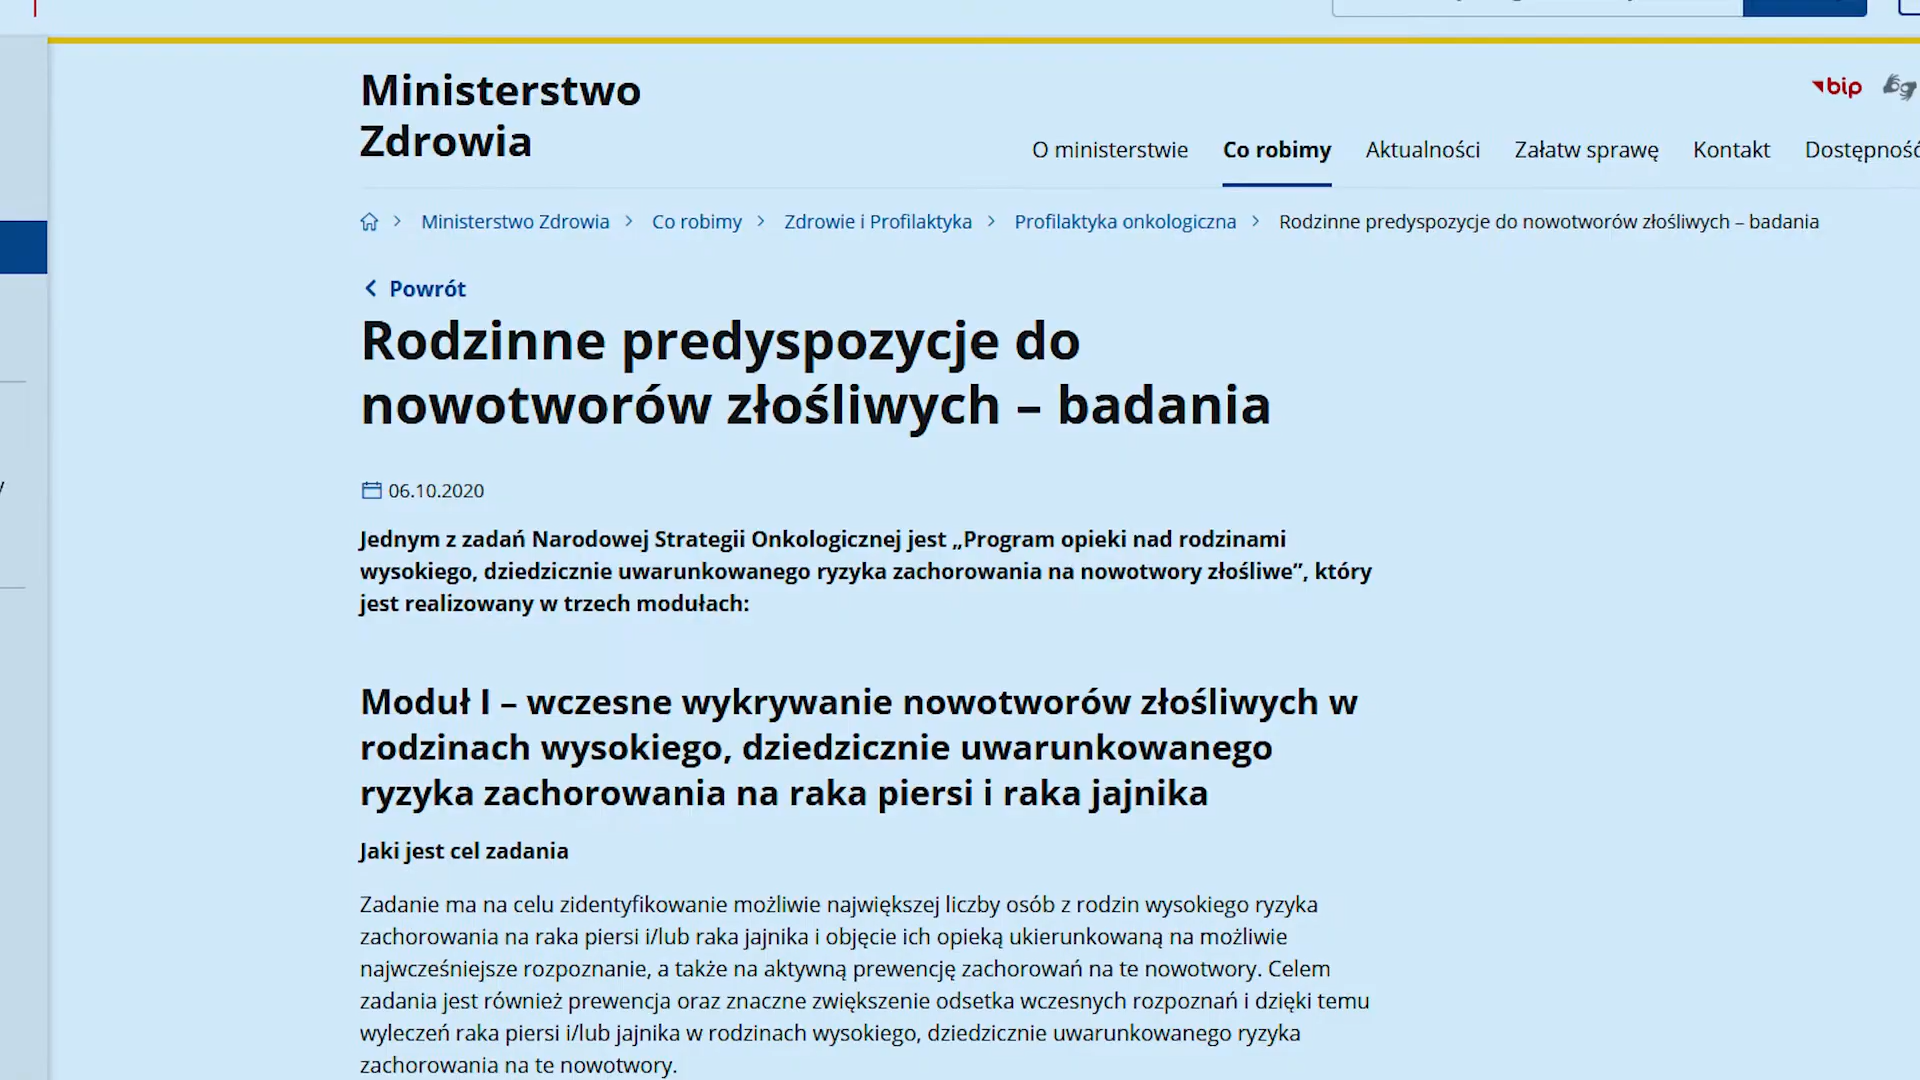 Ministerstwo
Zdrowia
bip
O ministerstwie Co robimy Aktualności Załatw sprawę Kontakt Dostępność
Ministerstwo Zdrowia Co robimy Zdrowie i Profilaktyka Profilaktyka onkologiczna Rodzinne predyspozycje do nowotworów złośliwych – badania
Powrót
Rodzinne predyspozycje do
nowotworów złośliwych – badania
06.10.2020
Jednym z zadań Narodowej Strategii Onkologicznej jest „Program opieki nad rodzinami
wysokiego, dziedzicznie uwarunkowanego ryzyka zachorowania na nowotwory złośliwe”, który
jest realizowany w trzech modułach:
Moduł I – wczesne wykrywanie nowotworów złośliwych w
rodzinach wysokiego, dziedzicznie uwarunkowanego
ryzyka zachorowania na raka piersi i raka jajnika
Jaki jest cel zadania
Zadanie ma na celu zidentyfikowanie możliwie największej liczby osób z rodzin wysokiego ryzyka
zachorowania na raka piersi i/lub raka jajnika i objęcie ich opieką ukierunkowaną na możliwie
najwcześniejsze rozpoznanie, a także na aktywną prewencję zachorowań na te nowotwory. Celem
zadania jest również prewencja oraz znaczne zwiększenie odsetka wczesnych rozpoznań i dzięki temu
wyleczeń raka piersi i/lub jajnika w rodzinach wysokiego, dziedzicznie uwarunkowanego ryzyka
zachorowania na te nowotwory.